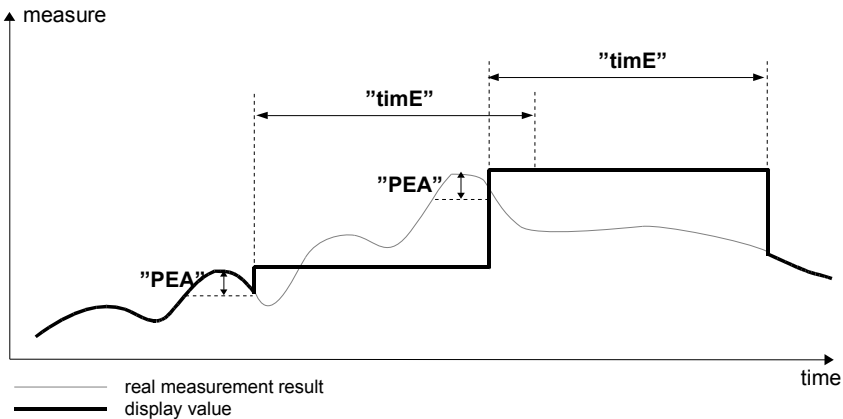 measure
”timE”
”timE”
”PEA”
”PEA”
time
real measurement result
display value